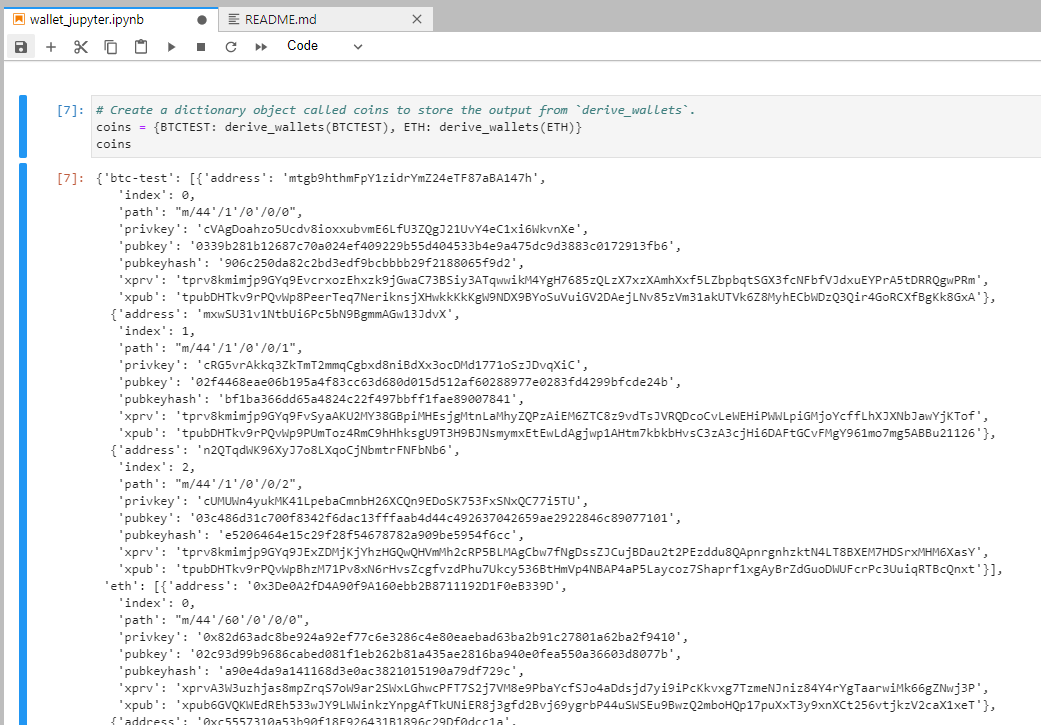 wallet_jupyter.ipynb
README.md
Code
[7]: # Create a dictionary object called coins to store the output from `derive_wallets`.
coins = {BTCTEST: derive_wallets(BTCTEST), ETH: derive_wallets(ETH)}
coins
[7]: {'btc-test': [{'address': 'mtgb9hthmFpY1zidrYmZ24eTF87aBA147h',
'index': 0,
'path': "m/44'/1'/0'/0/0",
'privkey': 'cVAgDoahzo5Ucdv8ioxxubvmE6LfU3ZQgJ21UvY4eC1xi6WkvnXe',
'pubkey': '0339b281b12687c70a024ef409229b55d404533b4e9a475dc9d3883c0172913fb6',
'pubkeyhash': '906c250da82c2bd3edf9bcbbbb29f2188065f9d2',
'xprv': 'tprv8kmimjp9GYq9EvcrxozEhxzk9jGwaC73BSiy3ATqwwikM4YgH7685zQLzX7xzXAmhXxf5LZbpbqtSGX3fcNFbfVJdxuEYPrA5tDRRQgwPRm',
'xpub': 'tpubDHTkv9rPQvWp8PeerTeq7NeriknsjXHwkkKkKgW9NDX9BYoSuVuiGV2DAejLNv85zVm31akUTVk6Z8MyhECbWDzQ3Qir4GoRCXfBgKk8GxA'},
{'address': 'mxwSU31v1NtbUi6Pc5bN9BgmmAGw13JdvX',
'index': 1,
'path': "m/44'/1'/0'/0/1",
'privkey': 'cRG5vrAkkq3ZkTmT2mmqCgbxd8niBdXx3ocDMd1771oSzJDvqXiC',
'pubkey': '02f4468eae06b195a4f83cc63d680d015d512af60288977e0283fd4299bfcde24b',
'pubkeyhash': 'bf1ba366dd65a4824c22f497bbff1fae89007841',
'xprv': 'tprv8kmimjp9GYq9FvSyaAKU2MY38GBpiMHEsjgMtnLaMhyZQPzAiEM6ZTC8z9vdTsJVRQDcoCvLeWEHiPWWLpiGMjoYcffLhXJXNbJawYjKTof',
'xpub': 'tpubDHTkv9rPQvWp9PUmToz4RmC9hHhksgU9T3H9BJNsmymxEtEwLdAgjwp1AHtm7kbkbHvsC3zA3cjHi6DAFtGCvFMgY961mo7mg5ABBu21126'},
{'address': 'n2QTqdWK96XyJ7o8LXqoCjNbmtrFNFbNb6',
'index': 2,
'path': "m/44'/1'/0'/0/2",
'privkey': 'cUMUWn4yukMK41LpebaCmnbH26XCQn9EDoSK753FxSNxQC77i5TU',
'pubkey': '03c486d31c700f8342f6dac13fffaab4d44c492637042659ae2922846c89077101',
'pubkeyhash': 'e5206464e15c29f28f54678782a909be5954f6cc',
'xprv': 'tprv8kmimjp9GYq9JExZDMjKjYhzHGQwQHVmMh2cRP5BLMAgCbw7fNgDssZJCujBDau2t2PEzddu8QApnrgnhzktN4LT8BXEM7HDSrxMHM6XasY',
'xpub': 'tpubDHTkv9rPQvWpBhzM71Pv8xN6rHvsZcgfvzdPhu7Ukcy536BtHmVp4NBAP4aP5Laycoz7Shaprf1xgAyBrZdGuoDWUFcrPc3UuiqRTBcQnxt'}],
'eth': [{'address': '0x3De0A2fD4A90f9A160ebb2B8711192D1F0eB339D',
'index': 0,
'path': "m/44'/60'/0'/0/0",
'privkey': '0x82d63adc8be924a92ef77c6e3286c4e80eaebad63ba2b91c27801a62ba2f9410',
'pubkey': '02c93d99b9686cabed081f1eb262b81a435ae2816ba940e0fea550a36603d8077b',
'pubkeyhash': 'a90e4da9a141168d3e0ac3821015190a79df729c',
'xprv': 'xprvA3W3uzhjas8mpZrqS7oW9ar2SWxLGhwcPFT7S2j7VM8e9PbaYcfSJo4aDdsjd7yi9iPcKkvxg7TzmeNJniz84Y4rYgTaarwiMk66gZNwj3P',
'xpub': 'xpub6GVQKWEdREh533wJY9LWWinkzYnpgAfTkUNiER8j3gfd2Bvj69ygrbP44uSWSEu9BwzQ2mboHQp17puXxT3y9xnXCt256vtjkzV2caX1xeT'},
{'address': '0xc5557310a53b90f18E926431B1896c29Df0dcc1a',